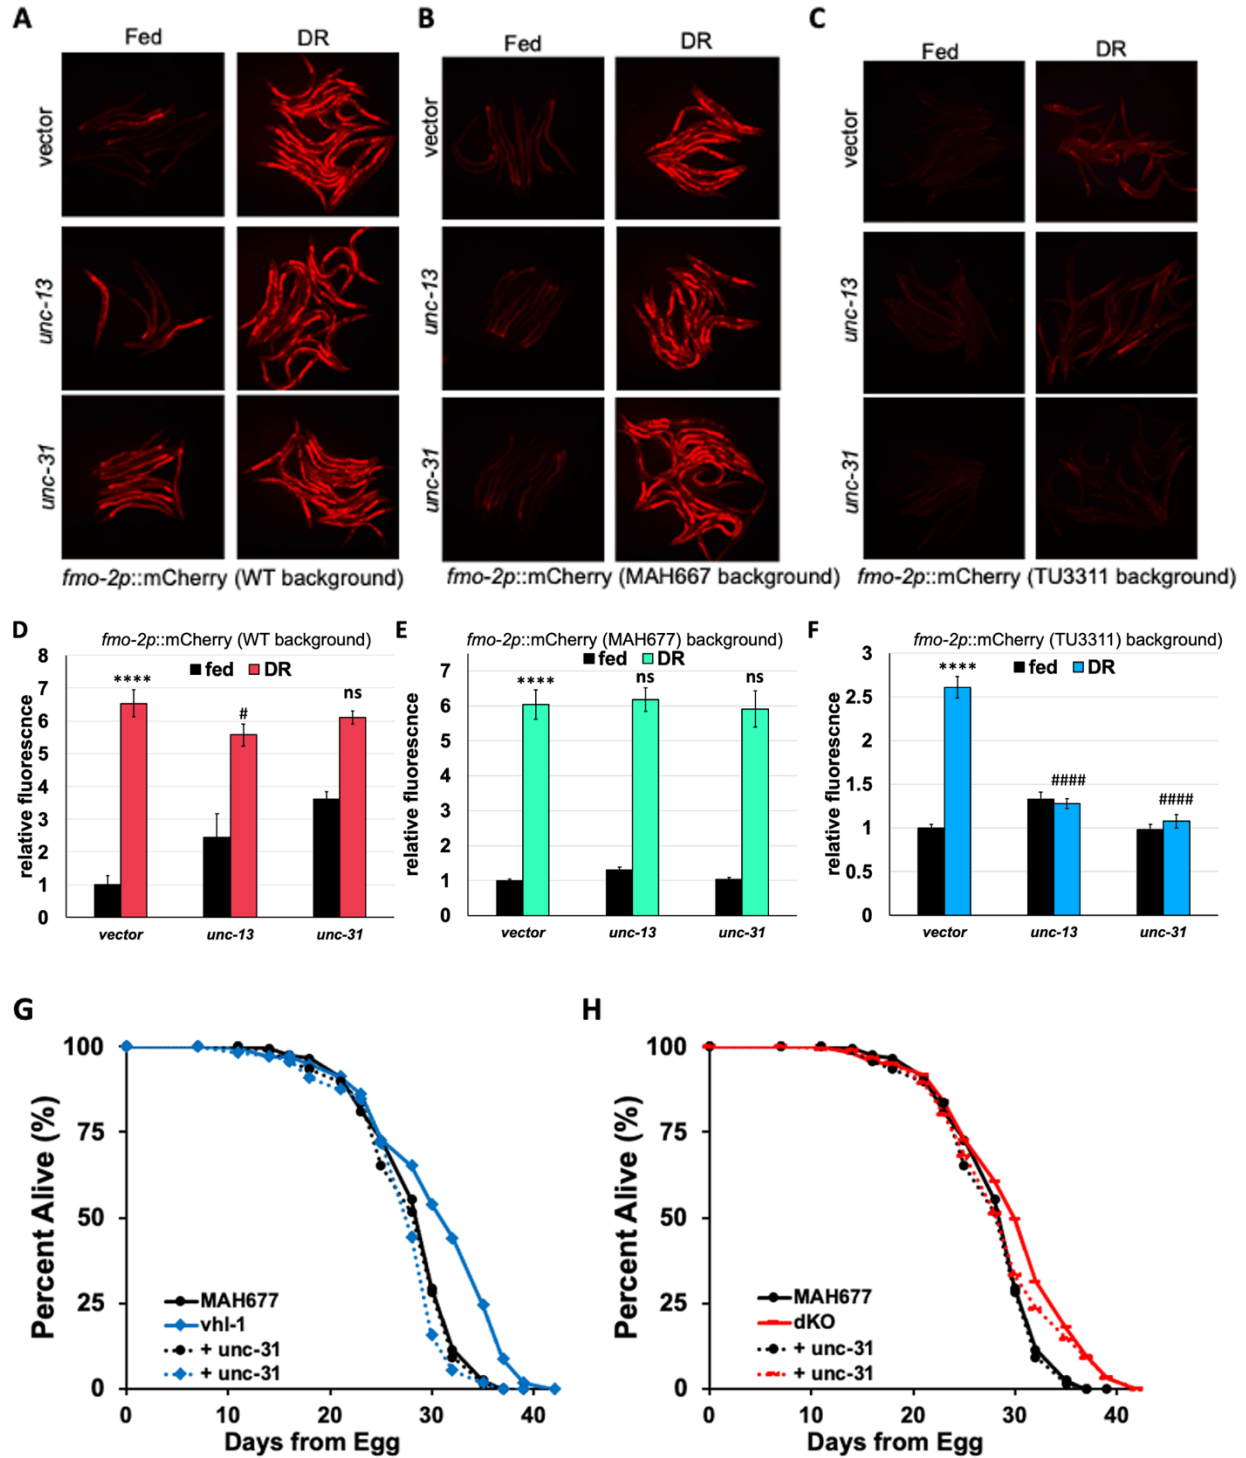 A
B
C
Fed
DR
Fed
DR
Fed
DR
vector
vector
vector
unc-13
unc-13
unc-13
unc-31
unc-31
unc-31
fmo-2p::mCherry (WT background)
fmo-2p::mCherry (MAH667 background)
fmo-2p::mCherry (TU3311 background)
D
fmo-2p::mCherry (WT background)
fed DR
relative fluorescnce
8
7
6
5
4
3
2
1
0
****
#
ns
vector unc-13 unc-31
E
fmo-2p::mCherry (MAH677) background)
fed DR
relative fluorescnce
7
6
5
4
3
2
1
0
****
ns
ns
vector unc-13 unc-31
F
fmo-2p::mCherry (TU3311) background)
fed DR
relative fluorescnce
3
2.5
2
1.5
1
0.5
0
****
####
####
vector unc-13 unc-31
G
Percent Alive (%)
100
75
50
25
0
MAH677
vhl-1
+ unc-31
+ unc-31
0 10 20 30 40
Days from Egg
H
Percent Alive (%)
100
75
50
25
0
MAH677
dKO
+ unc-31
+ unc-31
0 10 20 30 40
Days from Egg